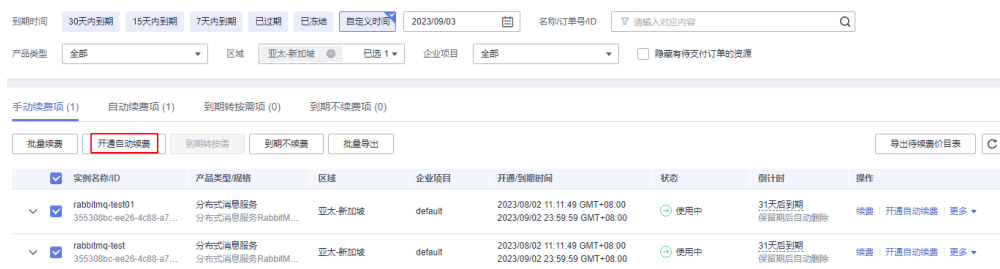 到期时间 30天内到期 15天内到期 7天内到期 已过期 已冻结 自定义时间 2023/09/03 名称/订单号/ID 请输入对应内容
产品类型 全部 区域 亚太-新加坡 已选 1 企业项目 全部 隐藏有待支付订单的资源
手动续费项 (1) 自动续费项 (1) 到期转按需项 (0) 到期不续费项 (0)
批量续费 开通自动续费 到期转按需 到期不续费 批量导出 导出待续费价目表
实例名称/ID 产品类型/规格 区域 企业项目 开通/到期时间 状态 倒计时 操作
rabbitmq-test01 分布式消息服务 2023/08/02 11:11:49 GMT+08:00 31天后到期
亚太-新加坡 default 使用中 续费 开通自动续费 更多
355308bc-ee26-4c88-a7... 分布式消息服务RabbitM... 2023/09/02 23:59:59 GMT+08:00 保留期后自动删除
rabbitmq-test 分布式消息服务 2023/08/02 11:11:49 GMT+08:00 31天后到期
亚太-新加坡 default 使用中 续费 开通自动续费 更多
355308bc-ee26-4c88-a7... 分布式消息服务RabbitM... 2023/09/02 23:59:59 GMT+08:00 保留期后自动删除